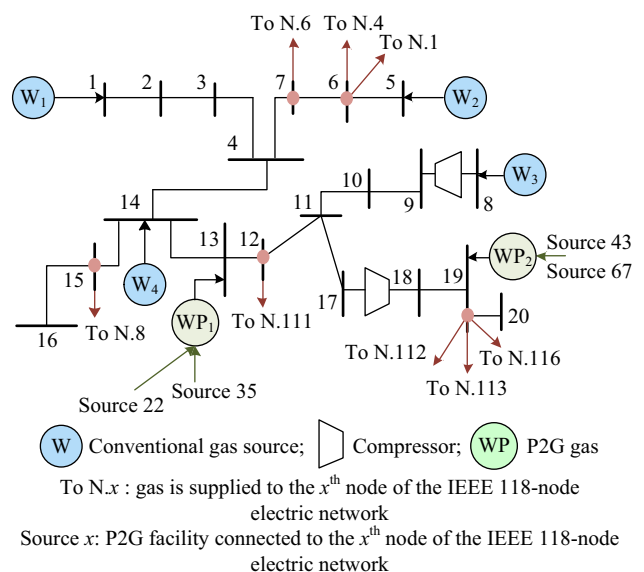 To N.6
To N.4
To N.1
W1
1
2
3
7
6
5
W2
4
10
W3
14
11
9
8
13
12
15
W4
17
18
19
WP2
Source 43
Source 67
16
To N.8
WP1
To N.111
20
To N.112
To N.116
To N.113
Source 35
Source 22
W Conventional gas source; Compressor; WP P2G gas
To N.x : gas is supplied to the xth node of the IEEE 118-node
electric network
Source x: P2G facility connected to the xth node of the IEEE 118-node
electric network